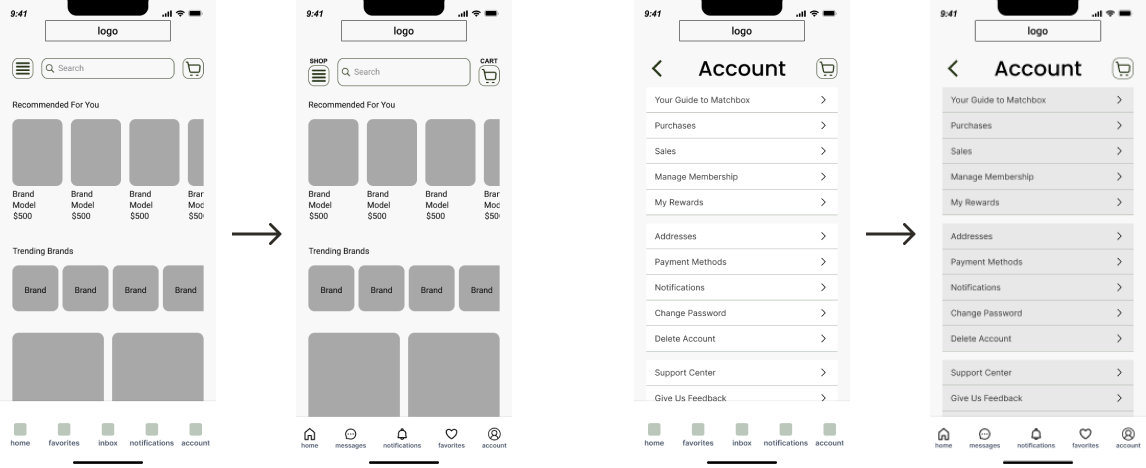 9:41
logo
Search
Recommended For You
Brand Brand Brand Bran
Model Model Model Mod
$500 $500 $500 $50
Trending Brands
Brand Brand Brand Brand
home favorites inbox notifications account
9:41
logo
SHOP CART
Search
Recommended For You
Brand Brand Brand Bran
Model Model Model Mod
$500 $500 $500 $50
Trending Brands
Brand Brand Brand Brand
home messages notifications favorites account
9:41
logo
Account
Your Guide to Matchbox
Purchases
Sales
Manage Membership
My Rewards
Addresses
Payment Methods
Notifications
Change Password
Delete Account
Support Center
Give Us Feedback
home favorites inbox notifications account
9:41
logo
Account
Your Guide to Matchbox
Purchases
Sales
Manage Membership
My Rewards
Addresses
Payment Methods
Notifications
Change Password
Delete Account
Support Center
Give Us Feedback
home messages notifications favorites account